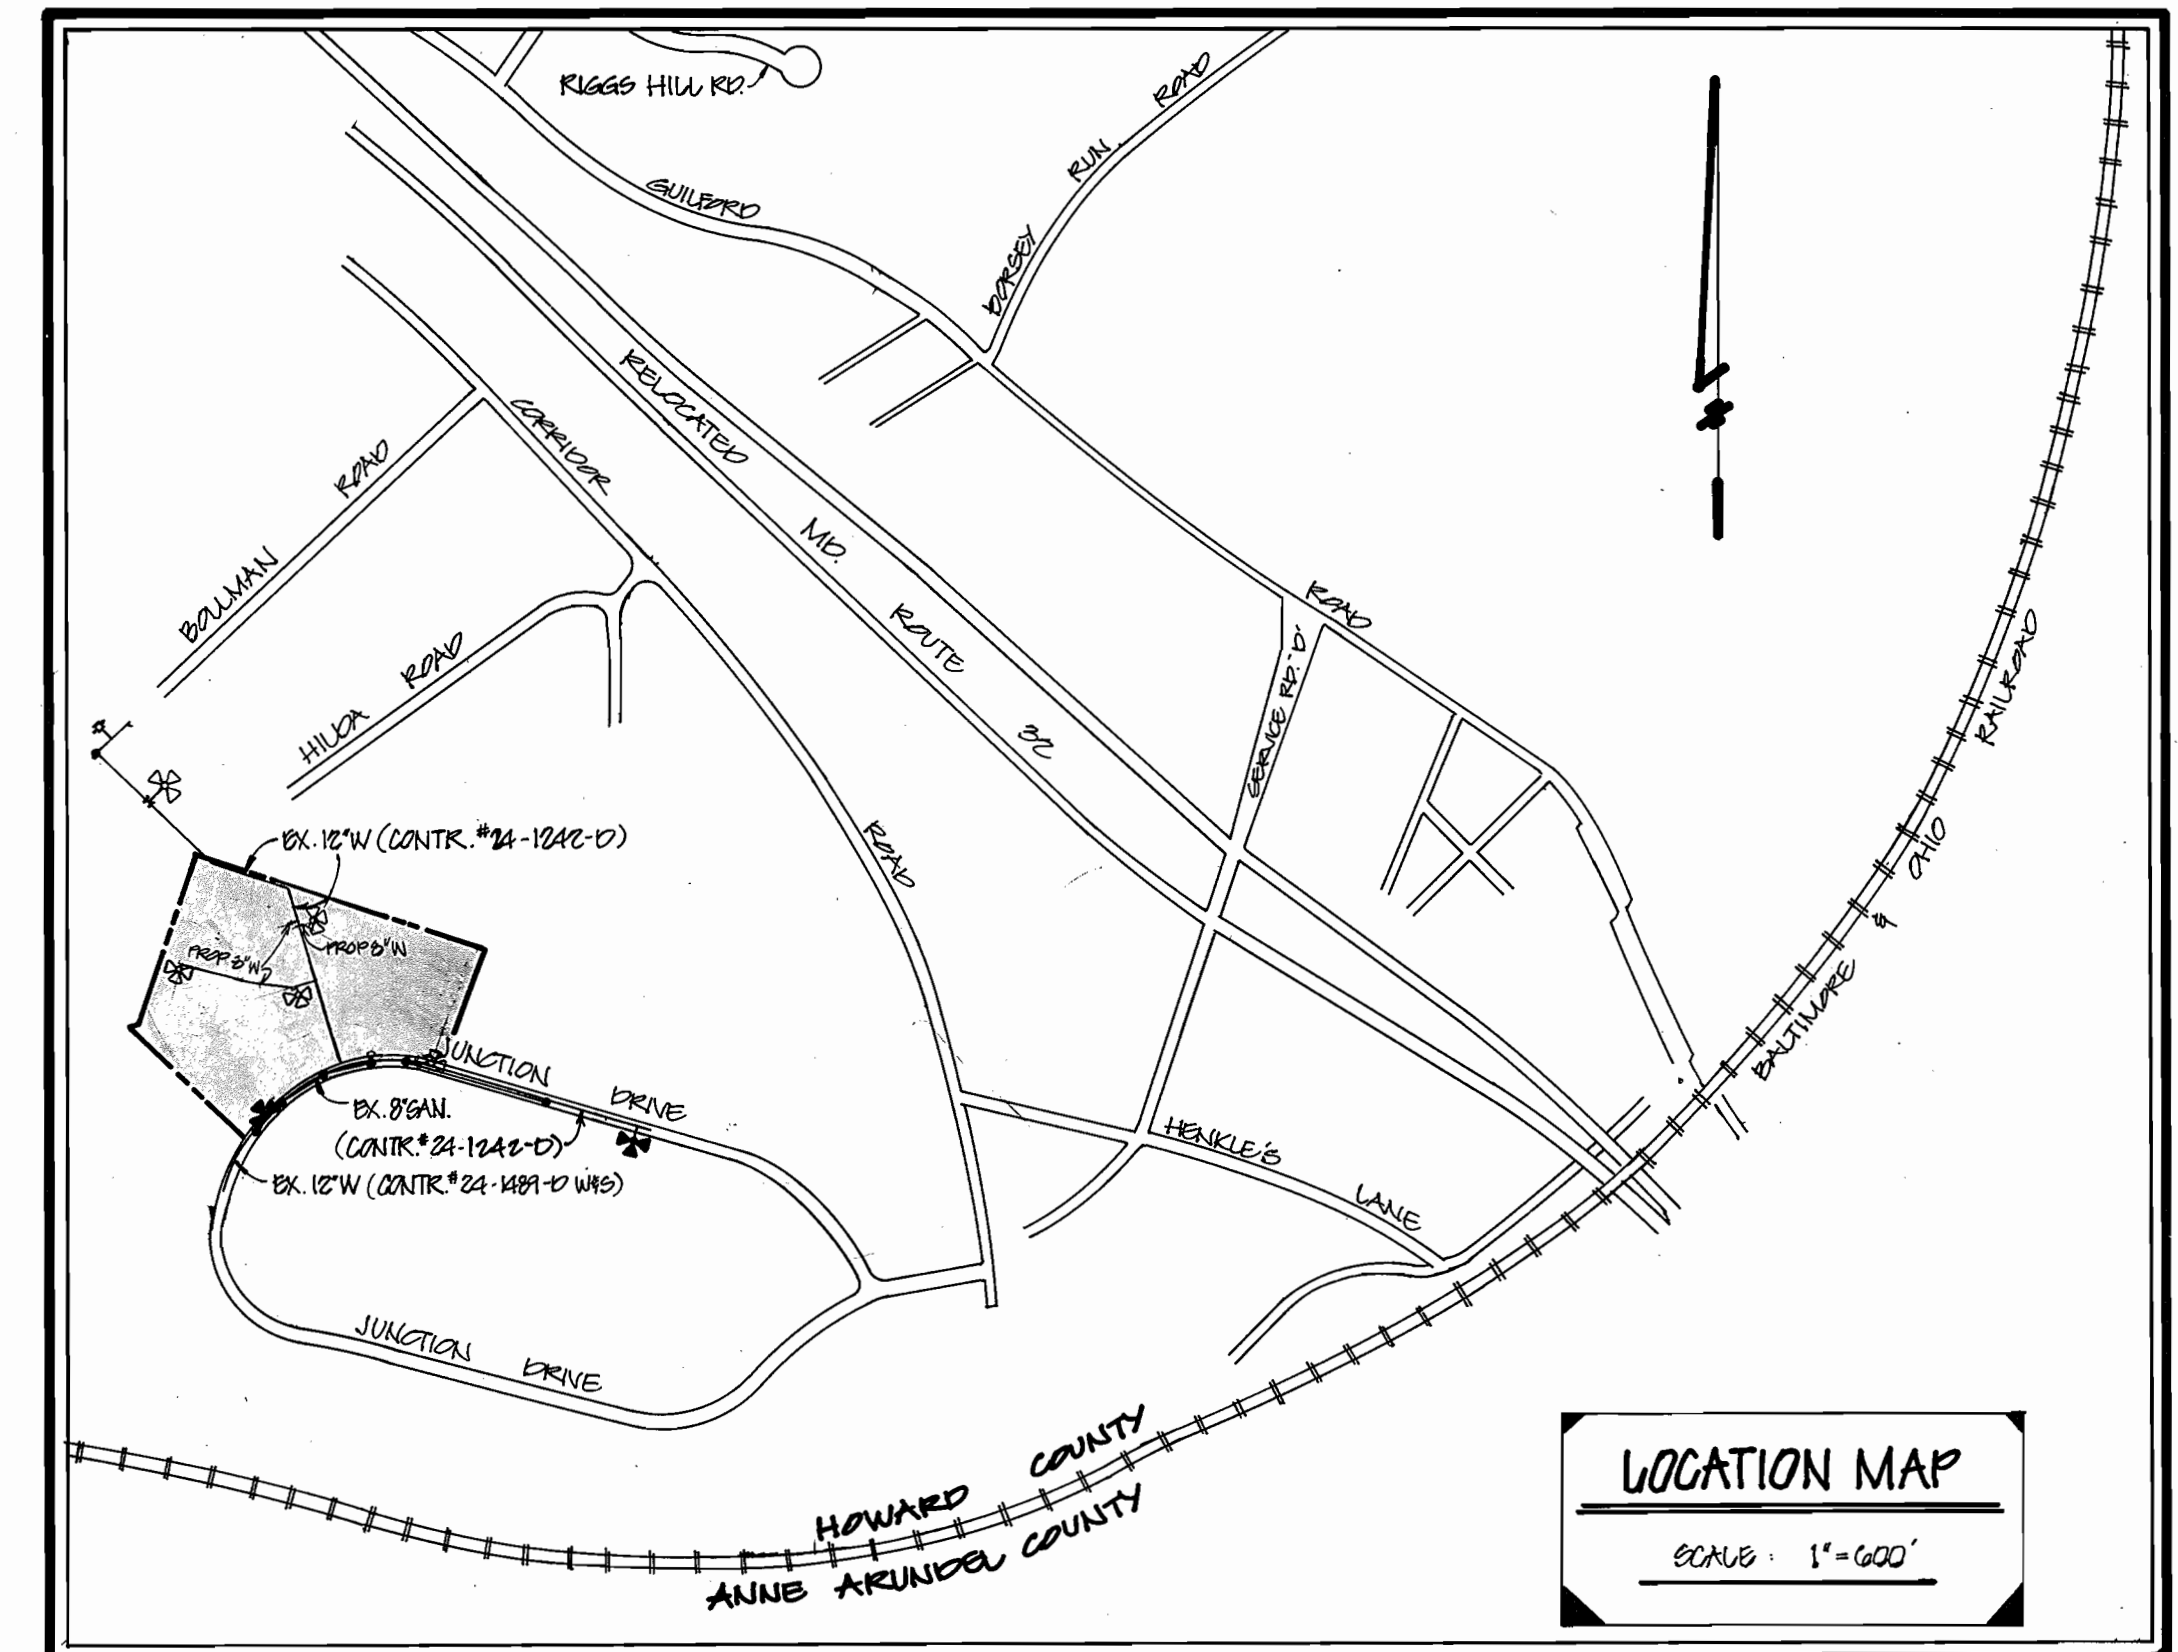 RIGGS HILL RD.
GUILFORD
DORSEY RUN ROAD
RELOCATED MD. ROUTE 32
CORRIDOR
ROAD
BOLLMAN ROAD
HILDA ROAD
ROAD
SERVICE RD. 'D'
BALTIMORE & OHIO RAILROAD
EX. 12"W (CONTR. #24-1242-D)
PROP 8"W
PROP. 8"W
JUNCTION DRIVE
EX. 8"SAN.
(CONTR. #24-1242-D)
EX. 12"W (CONTR. #24-1489-D W&S)
HENKLE'S LANE
JUNCTION DRIVE
HOWARD COUNTY
ANNE ARUNDEL COUNTY
LOCATION MAP
SCALE: 1"=600'